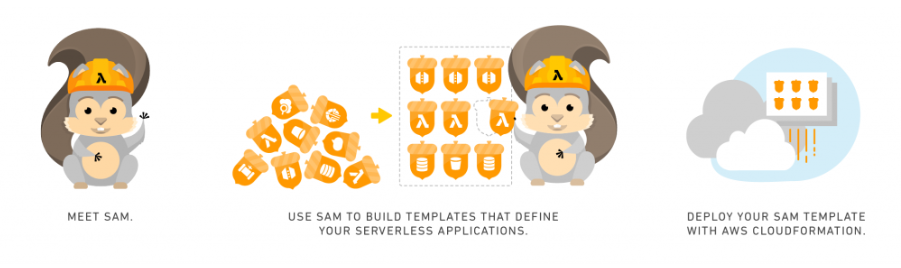 MEET SAM.
USE SAM TO BUILD TEMPLATES THAT DEFINE
YOUR SERVERLESS APPLICATIONS.
DEPLOY YOUR SAM TEMPLATE
WITH AWS CLOUDFORMATION.